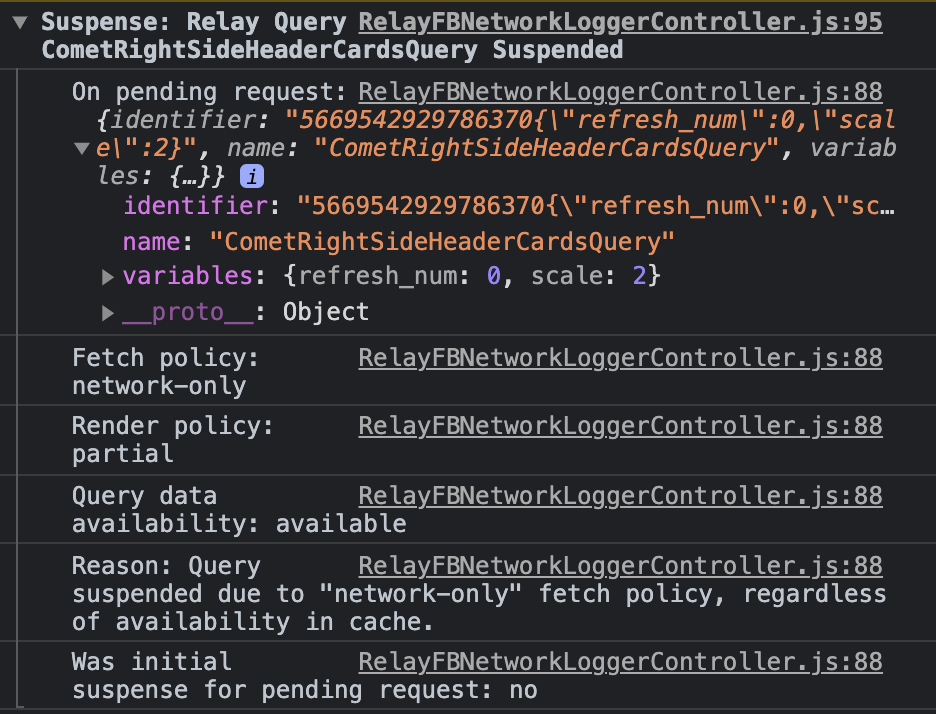 Suspense: Relay Query RelayFBNetworkLoggerController.js:95
CometRightSideHeaderCardsQuery Suspended
On pending request: RelayFBNetworkLoggerController.js:88
{identifier: "5669542929786370{\"refresh_num\":0,\"scal
e\":2}", name: "CometRightSideHeaderCardsQuery", variab
les: {…}} i
identifier: "5669542929786370{\"refresh_num\":0,\"sc…
name: "CometRightSideHeaderCardsQuery"
variables: {refresh_num: 0, scale: 2}
__proto__: Object
Fetch policy: RelayFBNetworkLoggerController.js:88
network-only
Render policy: RelayFBNetworkLoggerController.js:88
partial
Query data RelayFBNetworkLoggerController.js:88
availability: available
Reason: Query RelayFBNetworkLoggerController.js:88
suspended due to "network-only" fetch policy, regardless
of availability in cache.
Was initial RelayFBNetworkLoggerController.js:88
suspense for pending request: no